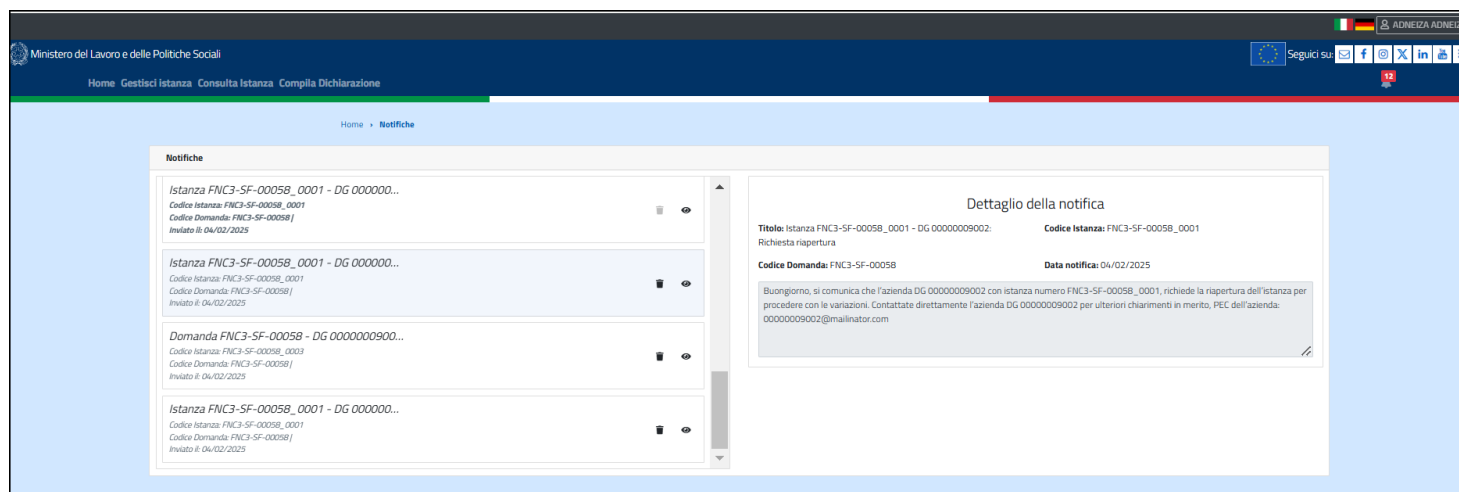 ADNEIZA ADNEIZ
Ministero del Lavoro e delle Politiche Sociali
Seguici su:
Home Gestisci istanza Consulta Istanza Compila Dichiarazione
12
Home › Notifiche
Notifiche
Istanza FNC3-SF-00058_0001 - DG 000000...
Codice Istanza: FNC3-SF-00058_0001
Codice Domanda: FNC3-SF-00058 |
Inviato il: 04/02/2025
Istanza FNC3-SF-00058_0001 - DG 000000...
Codice Istanza: FNC3-SF-00058_0001
Codice Domanda: FNC3-SF-00058 |
Inviato il: 04/02/2025
Domanda FNC3-SF-00058 - DG 0000000900...
Codice Istanza: FNC3-SF-00058_0003
Codice Domanda: FNC3-SF-00058 |
Inviato il: 04/02/2025
Istanza FNC3-SF-00058_0001 - DG 000000...
Codice Istanza: FNC3-SF-00058_0001
Codice Domanda: FNC3-SF-00058 |
Inviato il: 04/02/2025
Dettaglio della notifica
Titolo: Istanza FNC3-SF-00058_0001 - DG 00000009002:
Richiesta riapertura
Codice Istanza: FNC3-SF-00058_0001
Codice Domanda: FNC3-SF-00058
Data notifica: 04/02/2025
Buongiorno, si comunica che l'azienda DG 00000009002 con istanza numero FNC3-SF-00058_0001, richiede la riapertura dell'istanza per
procedere con le variazioni. Contattate direttamente l'azienda DG 00000009002 per ulteriori chiarimenti in merito, PEC dell'azienda:
00000009002@mailinator.com